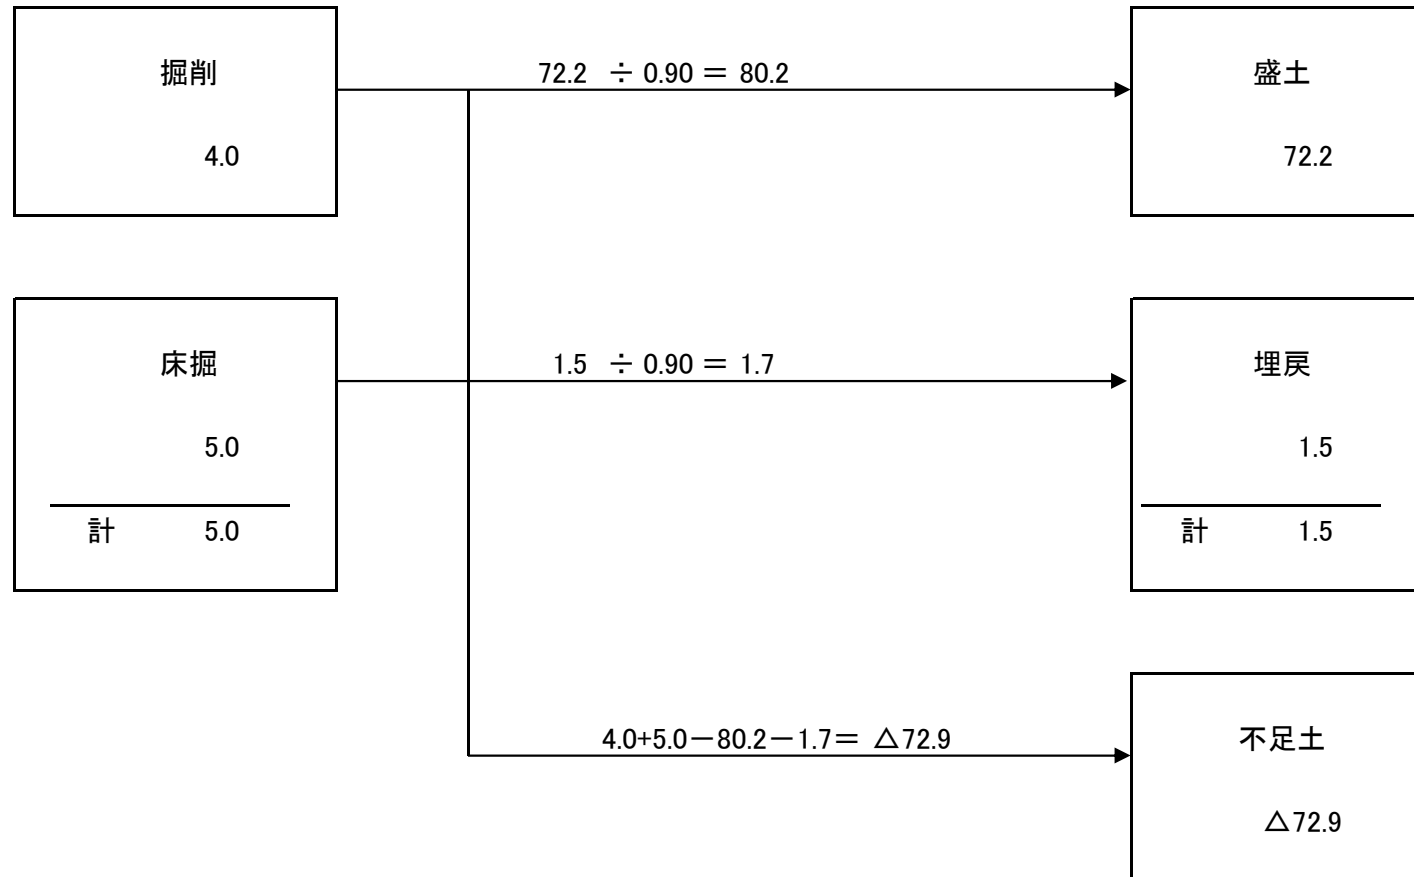 掘削
72.2 ÷ 0.90 = 80.2
盛土
4.0
72.2
床掘
1.5 ÷ 0.90 = 1.7
埋戻
5.0
1.5
計 5.0
計 1.5
4.0+5.0-80.2-1.7= △72.9
不足土
△72.9